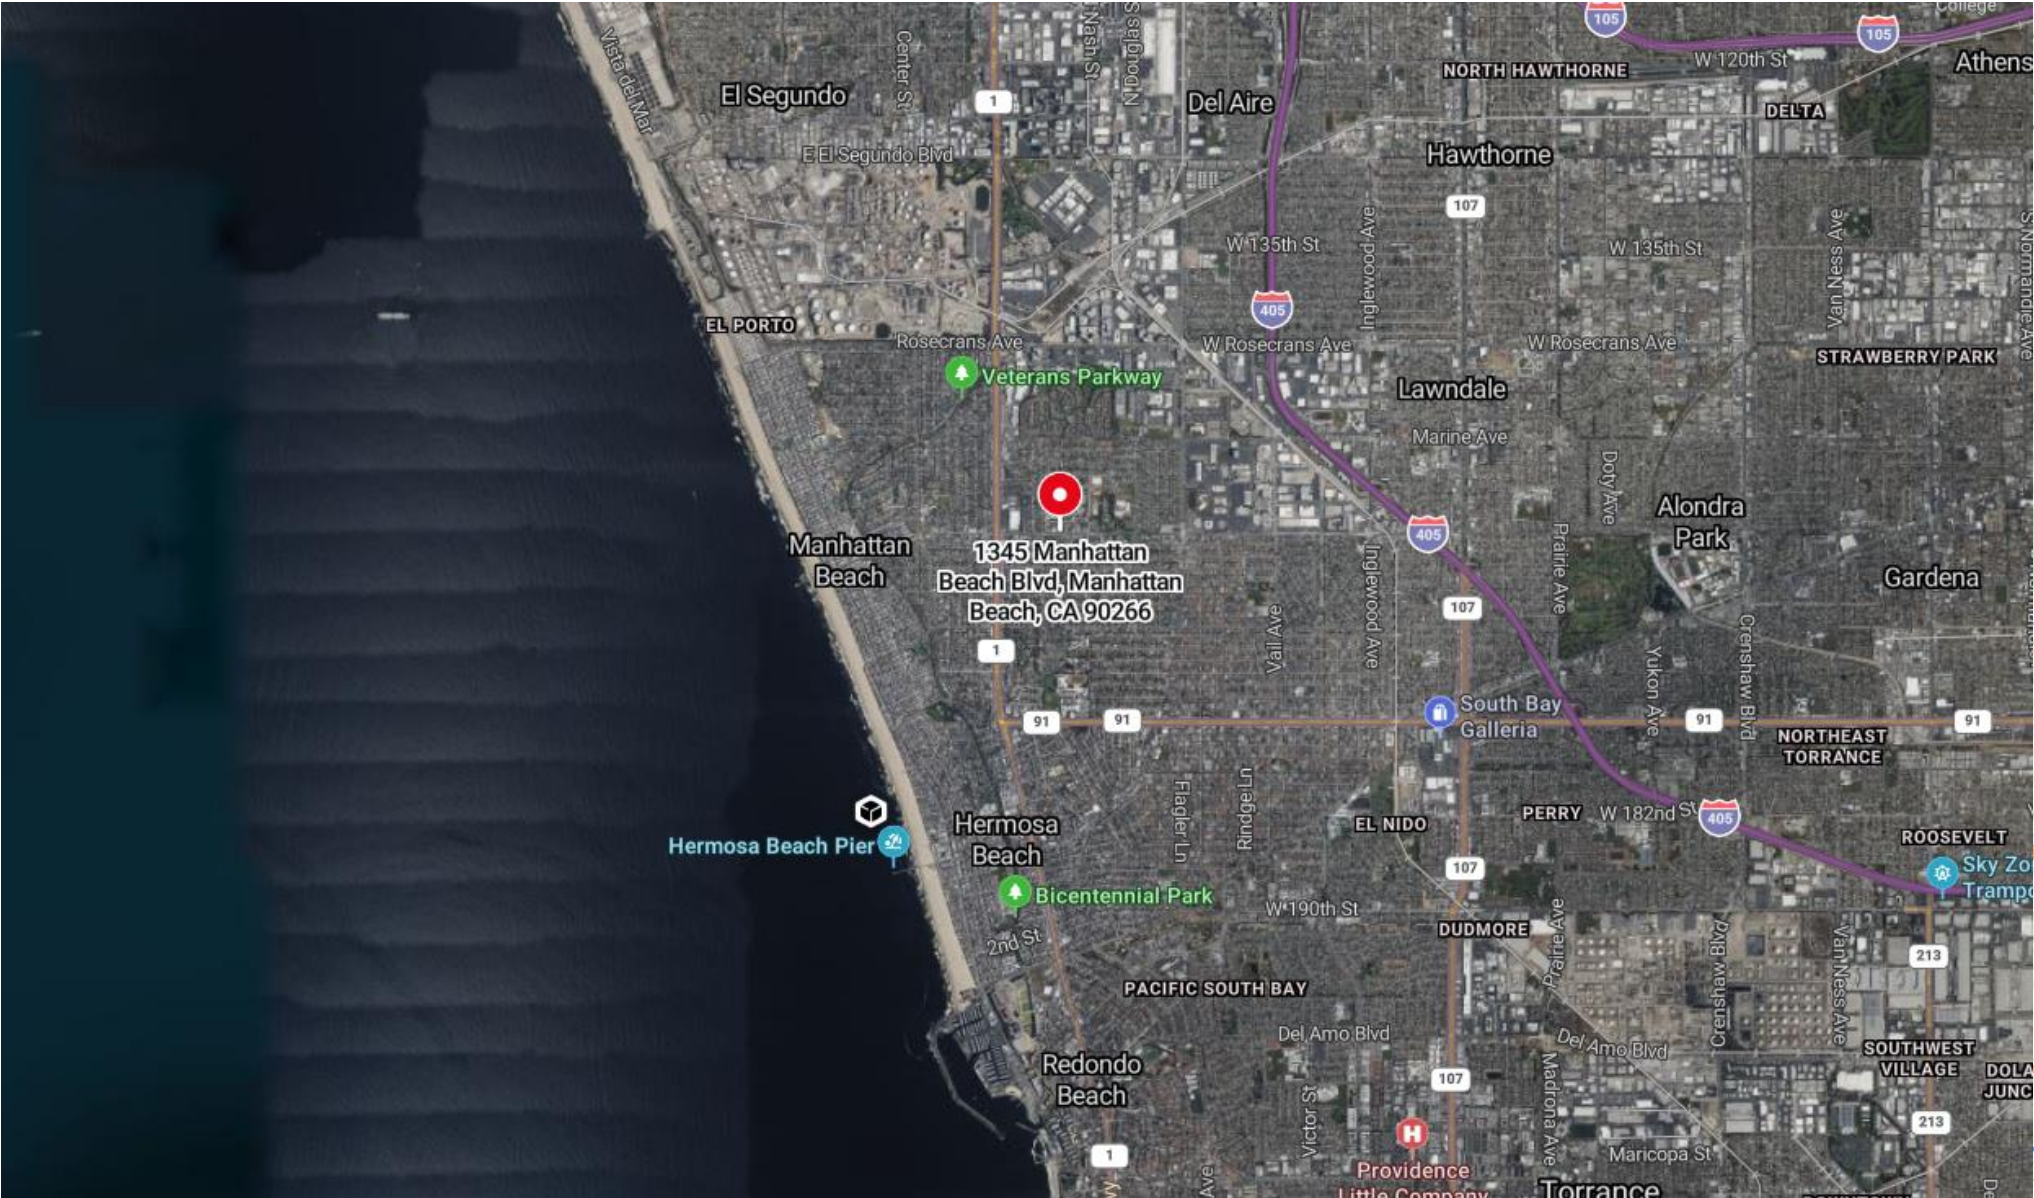 College
105
105
Vista del Mar
Center St
Nash St
N Douglas S
W 120th St
Athens
NORTH HAWTHORNE
El Segundo
1
Del Aire
DELTA
E El Segundo Blvd
Hawthorne
107
Inglewood Ave
Van Ness Ave
S Normandie Ave
W 135th St
W 135th St
405
EL PORTO
Rosecrans Ave
W Rosecrans Ave
W Rosecrans Ave
STRAWBERRY PARK
Veterans Parkway
Lawndale
Marine Ave
Doty Ave
Alondra
Park
405
Manhattan
Beach
1345 Manhattan
Beach Blvd, Manhattan
Beach, CA 90266
Inglewood Ave
Prairie Ave
Gardena
107
Vail Ave
1
Yukon Ave
Crenshaw Blvd
91
91
South Bay
Galleria
91
91
NORTHEAST
TORRANCE
Flagler Ln
Rindge Ln
Hermosa Beach Pier
Hermosa
Beach
EL NIDO
PERRY
W 182nd St
405
ROOSEVELT
Sky Zo
Trampo
107
Bicentennial Park
W 190th St
2nd St
DUDMORE
Prairie Ave
Crenshaw Blvd
Van Ness Ave
213
PACIFIC SOUTH BAY
Del Amo Blvd
Del Amo Blvd
SOUTHWEST
VILLAGE
DOLA
JUNC
Redondo
Beach
107
Victor St
Madrona Ave
213
H
1
Maricopa St
Providence
Little Company
Torrance
Ave